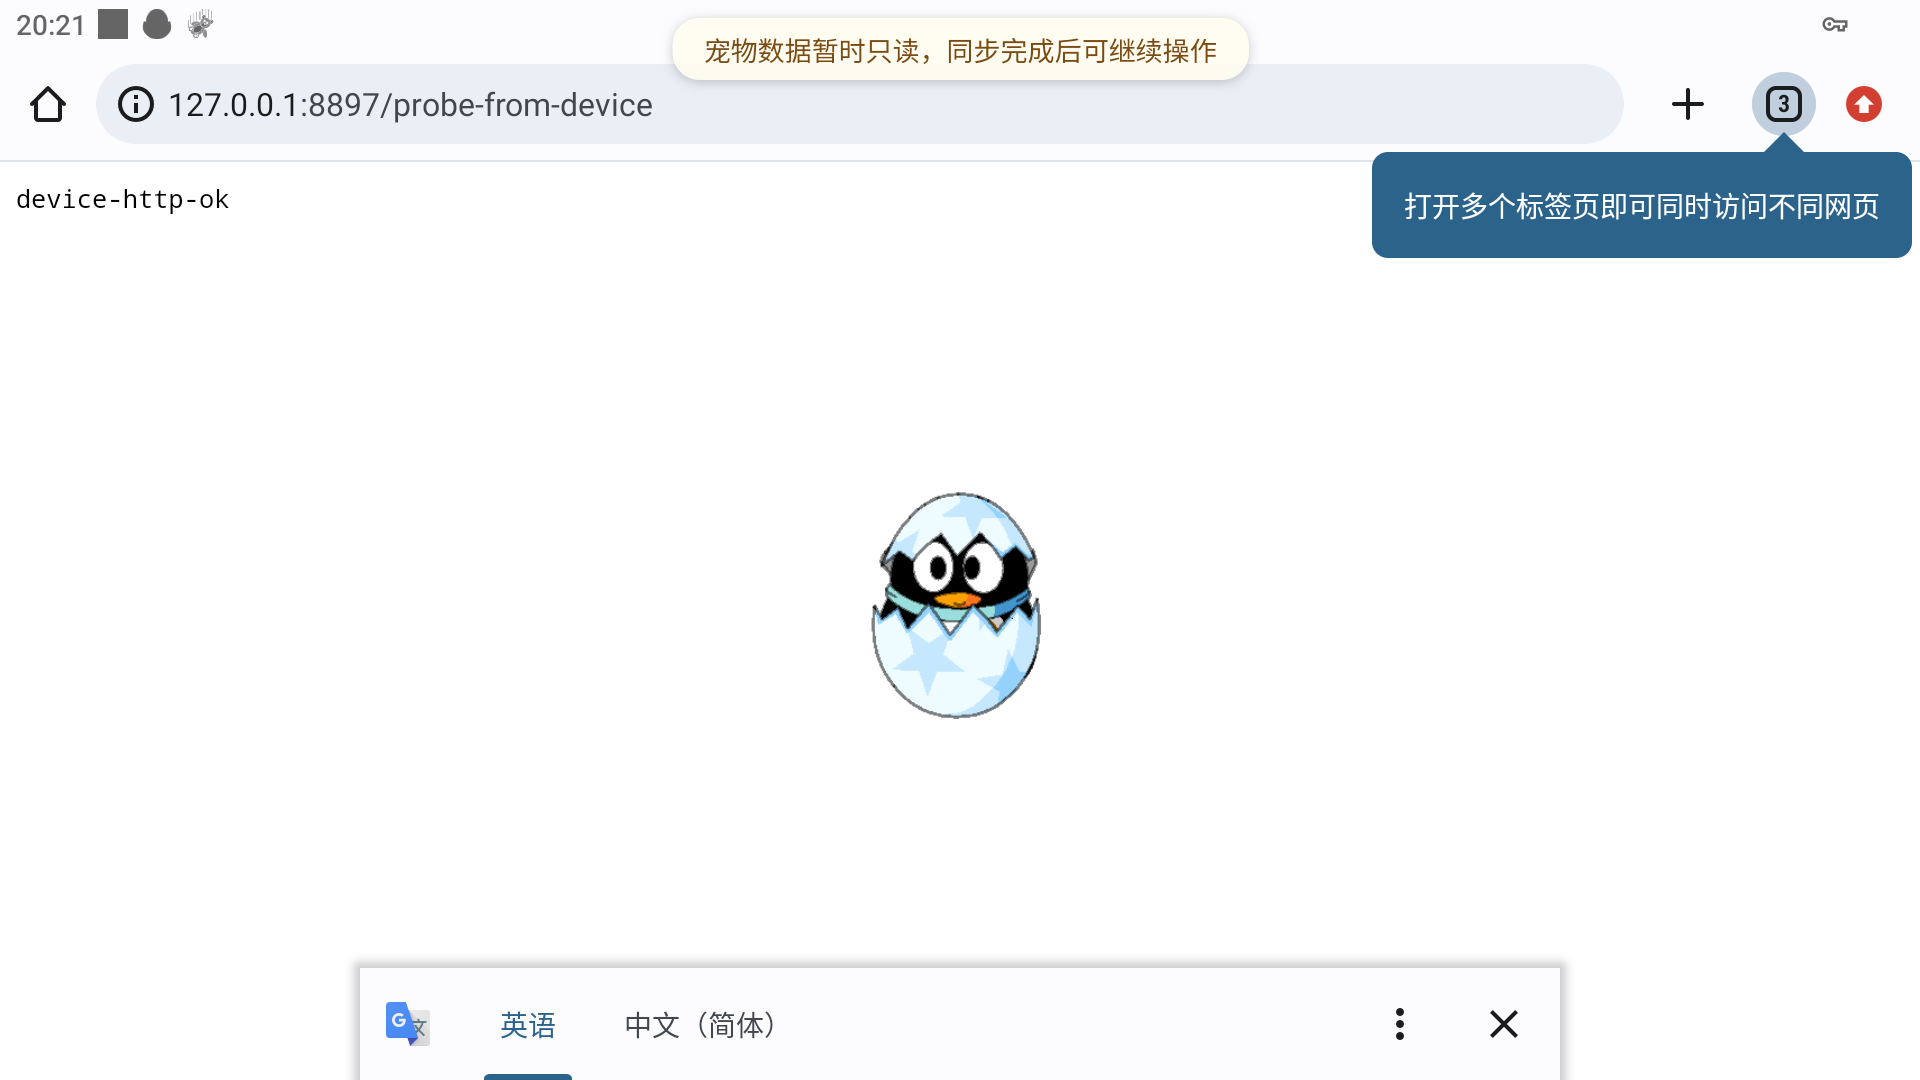 20:21
宠物数据暂时只读，同步完成后可继续操作
127.0.0.1:8897/probe-from-device
3
打开多个标签页即可同时访问不同网页
device-http-ok
G 文
英语
中文（简体）